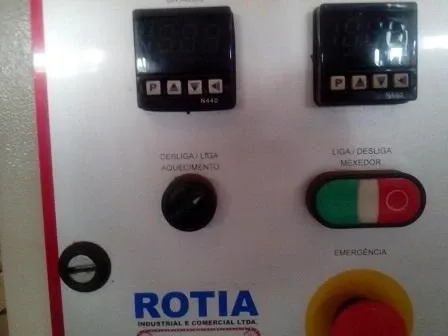 P
N440
P
N440
DESLIGA / LIGA
AQUECIMENTO
LIGA / DESLIGA
MEXEDOR
EMERGÊNCIA
ROTIA
INDUSTRIAL E COMERCIAL LTDA.